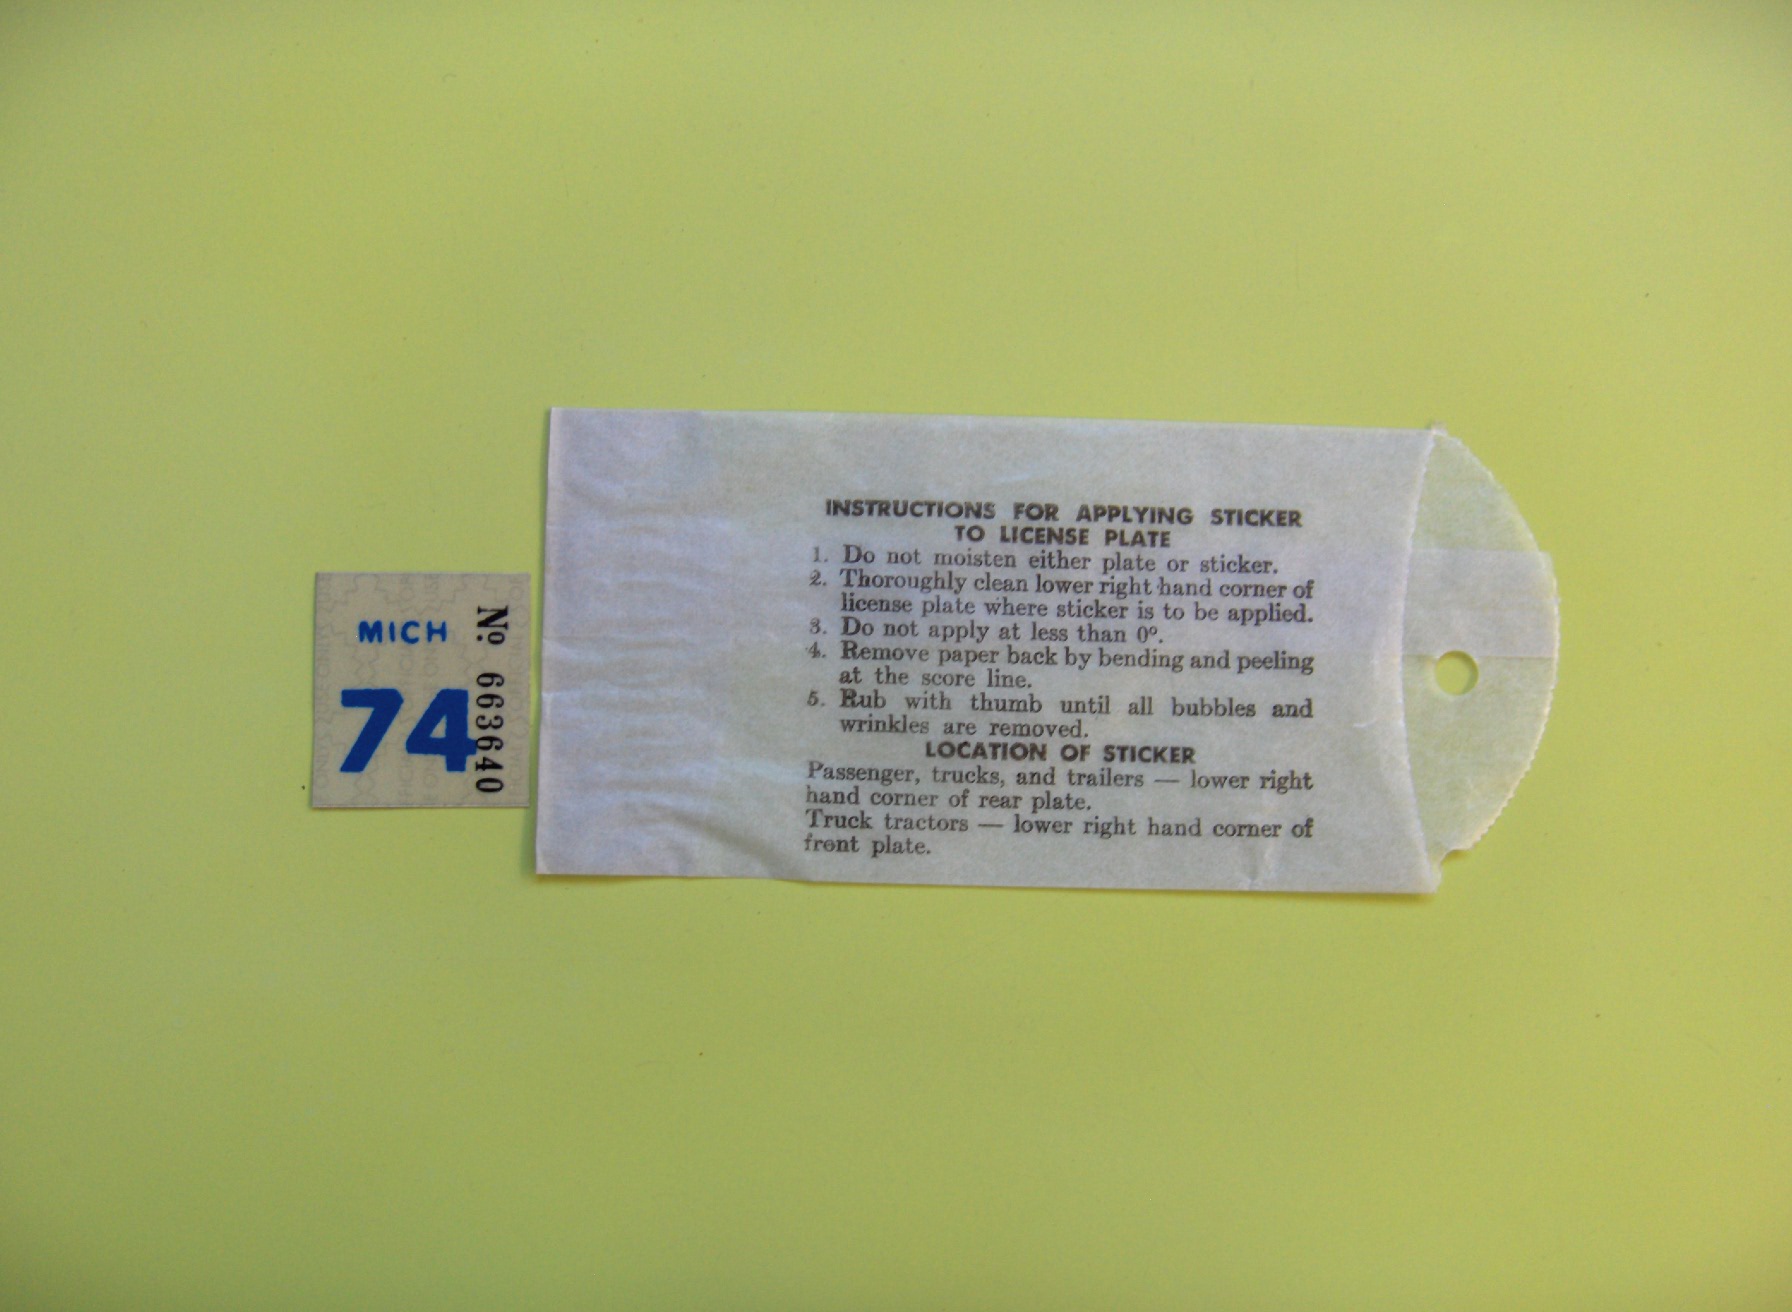 MICH
74
No. 663640
INSTRUCTIONS FOR APPLYING STICKER
TO LICENSE PLATE
1. Do not moisten either plate or sticker.
2. Thoroughly clean lower right hand corner of
license plate where sticker is to be applied.
3. Do not apply at less than 0°.
4. Remove paper back by bending and peeling
at the score line.
5. Rub with thumb until all bubbles and
wrinkles are removed.
LOCATION OF STICKER
Passenger, trucks, and trailers — lower right
hand corner of rear plate.
Truck tractors — lower right hand corner of
front plate.